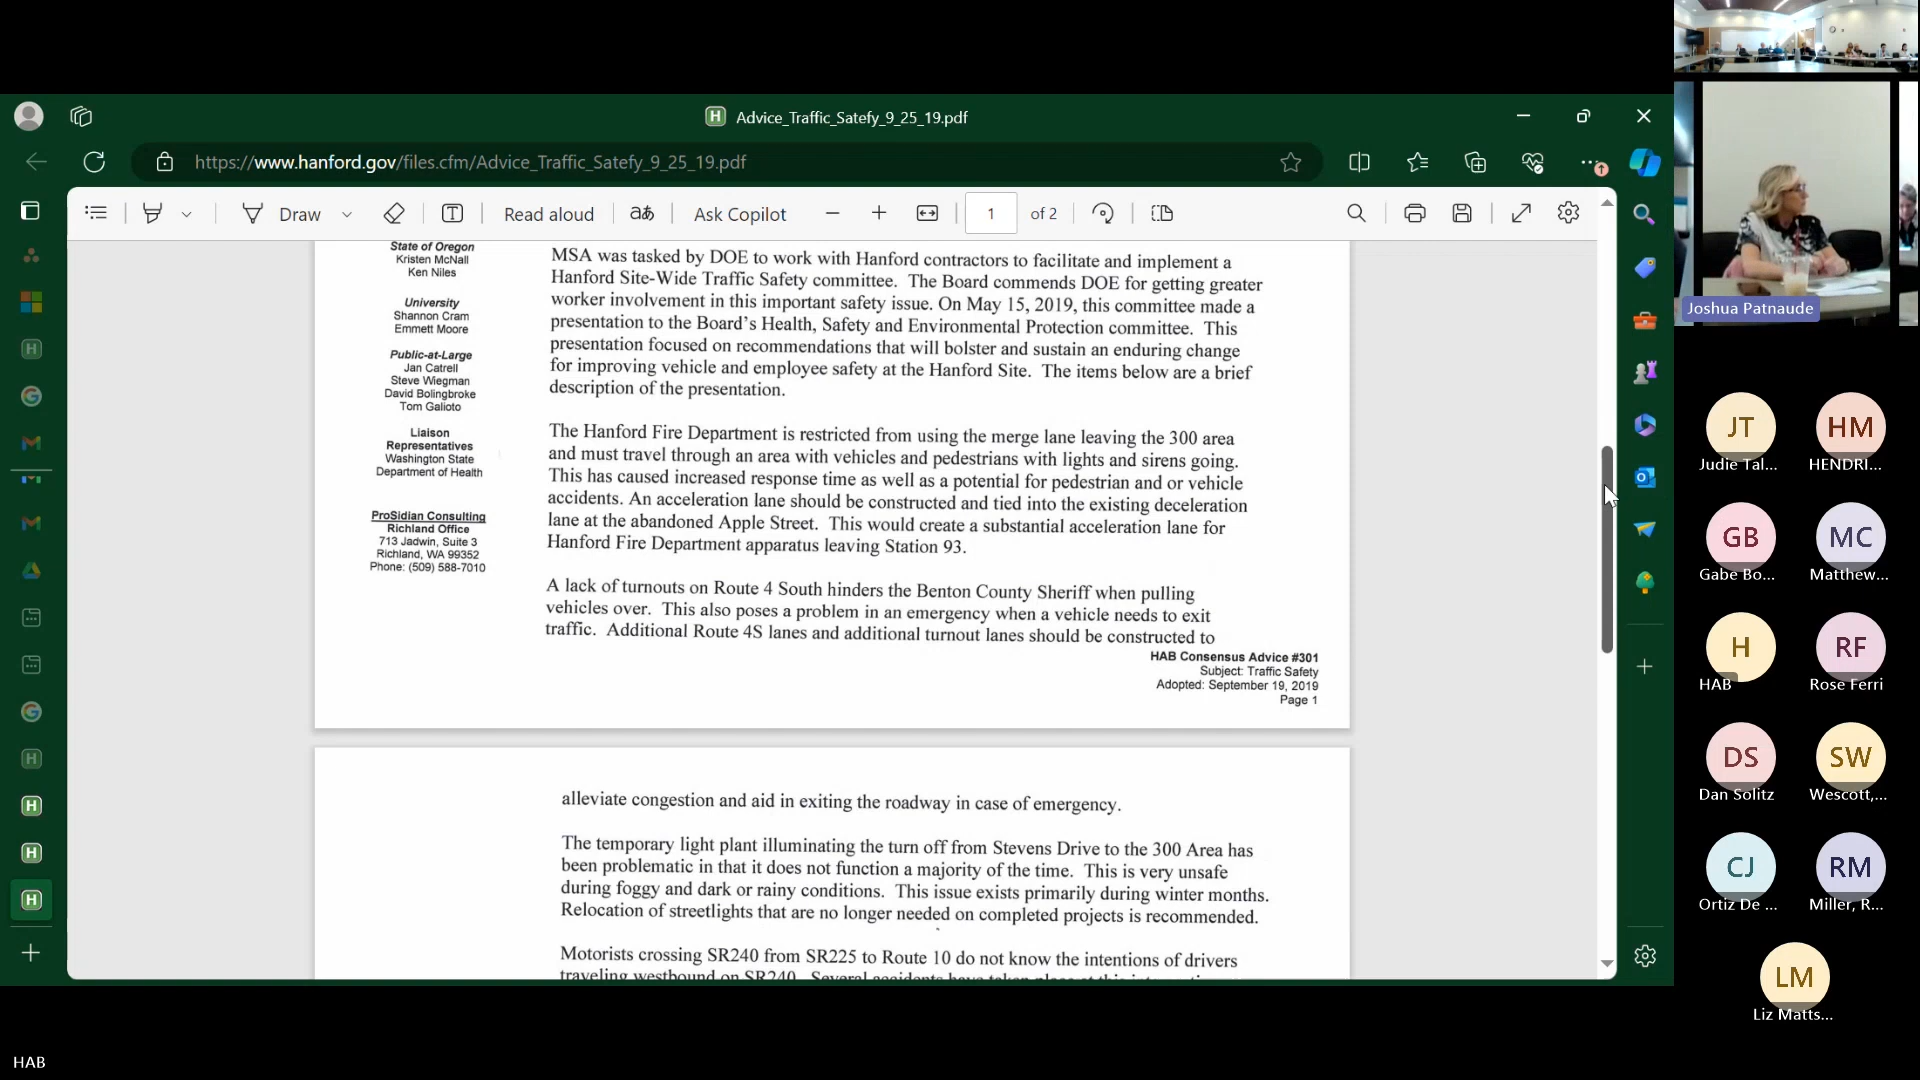 Advice_Traffic_Satefy_9_25_19.pdf
https://www.hanford.gov/files.cfm/Advice_Traffic_Satefy_9_25_19.pdf
Draw
Read aloud
aあ
Ask Copilot
1
of 2
State of Oregon
Kristen McNall
Ken Niles
University
Shannon Cram
Emmett Moore
Public-at-Large
Jan Catrell
Steve Wiegman
David Bolingbroke
Tom Galioto
Liaison
Representatives
Washington State
Department of Health
ProSidian Consulting
Richland Office
713 Jadwin, Suite 3
Richland, WA 99352
Phone: (509) 588-7010
MSA was tasked by DOE to work with Hanford contractors to facilitate and implement a
Hanford Site-Wide Traffic Safety committee. The Board commends DOE for getting greater
worker involvement in this important safety issue. On May 15, 2019, this committee made a
presentation to the Board's Health, Safety and Environmental Protection committee. This
presentation focused on recommendations that will bolster and sustain an enduring change
for improving vehicle and employee safety at the Hanford Site. The items below are a brief
description of the presentation.
The Hanford Fire Department is restricted from using the merge lane leaving the 300 area
and must travel through an area with vehicles and pedestrians with lights and sirens going.
This has caused increased response time as well as a potential for pedestrian and or vehicle
accidents. An acceleration lane should be constructed and tied into the existing deceleration
lane at the abandoned Apple Street. This would create a substantial acceleration lane for
Hanford Fire Department apparatus leaving Station 93.
A lack of turnouts on Route 4 South hinders the Benton County Sheriff when pulling
vehicles over. This also poses a problem in an emergency when a vehicle needs to exit
traffic. Additional Route 4S lanes and additional turnout lanes should be constructed to
HAB Consensus Advice #301
Subject: Traffic Safety
Adopted: September 19, 2019
Page 1
alleviate congestion and aid in exiting the roadway in case of emergency.
The temporary light plant illuminating the turn off from Stevens Drive to the 300 Area has
been problematic in that it does not function a majority of the time. This is very unsafe
during foggy and dark or rainy conditions. This issue exists primarily during winter months.
Relocation of streetlights that are no longer needed on completed projects is recommended.
Motorists crossing SR240 from SR225 to Route 10 do not know the intentions of drivers
traveling westbound on SR240. Several accidents have taken place at this
Joshua Patnaude
JT
Judie Tal...
HM
HENDRI...
GB
Gabe Bo...
MC
Matthew...
H
HAB
RF
Rose Ferri
DS
Dan Solitz
SW
Wescott,...
CJ
Ortiz De ...
RM
Miller, R...
LM
Liz Matts...
HAB